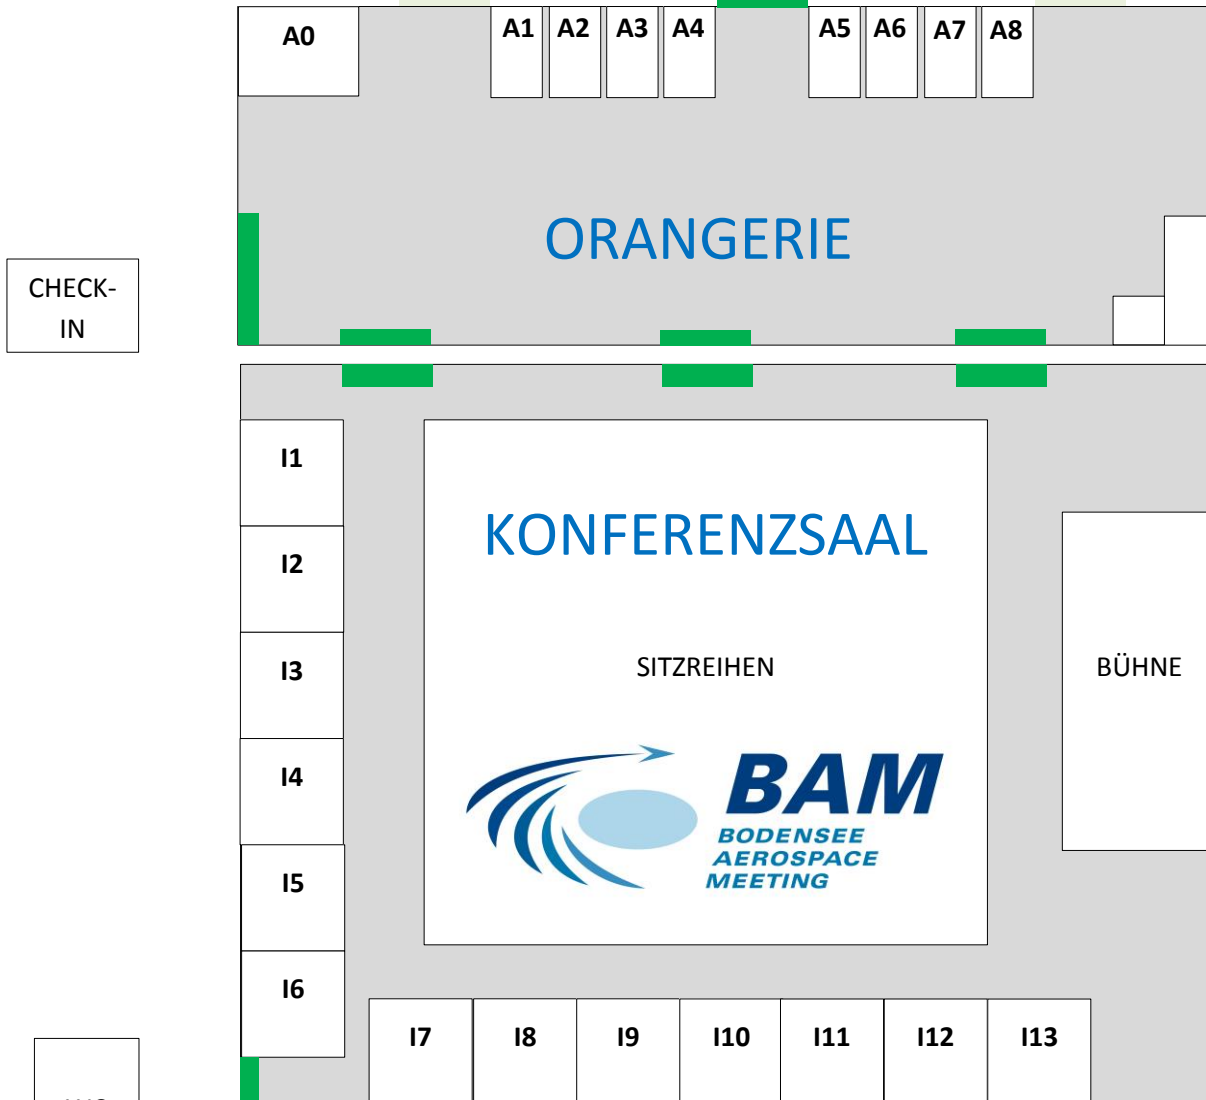 A0
A1 A2 A3 A4 A5 A6 A7 A8
ORANGERIE
CHECK-
IN
I1
KONFERENZSAAL
I2
I3
SITZREIHEN
BÜHNE
I4
BAM
BODENSEE
AEROSPACE
MEETING
I5
I6
I7 I8 I9 I10 I11 I12 I13